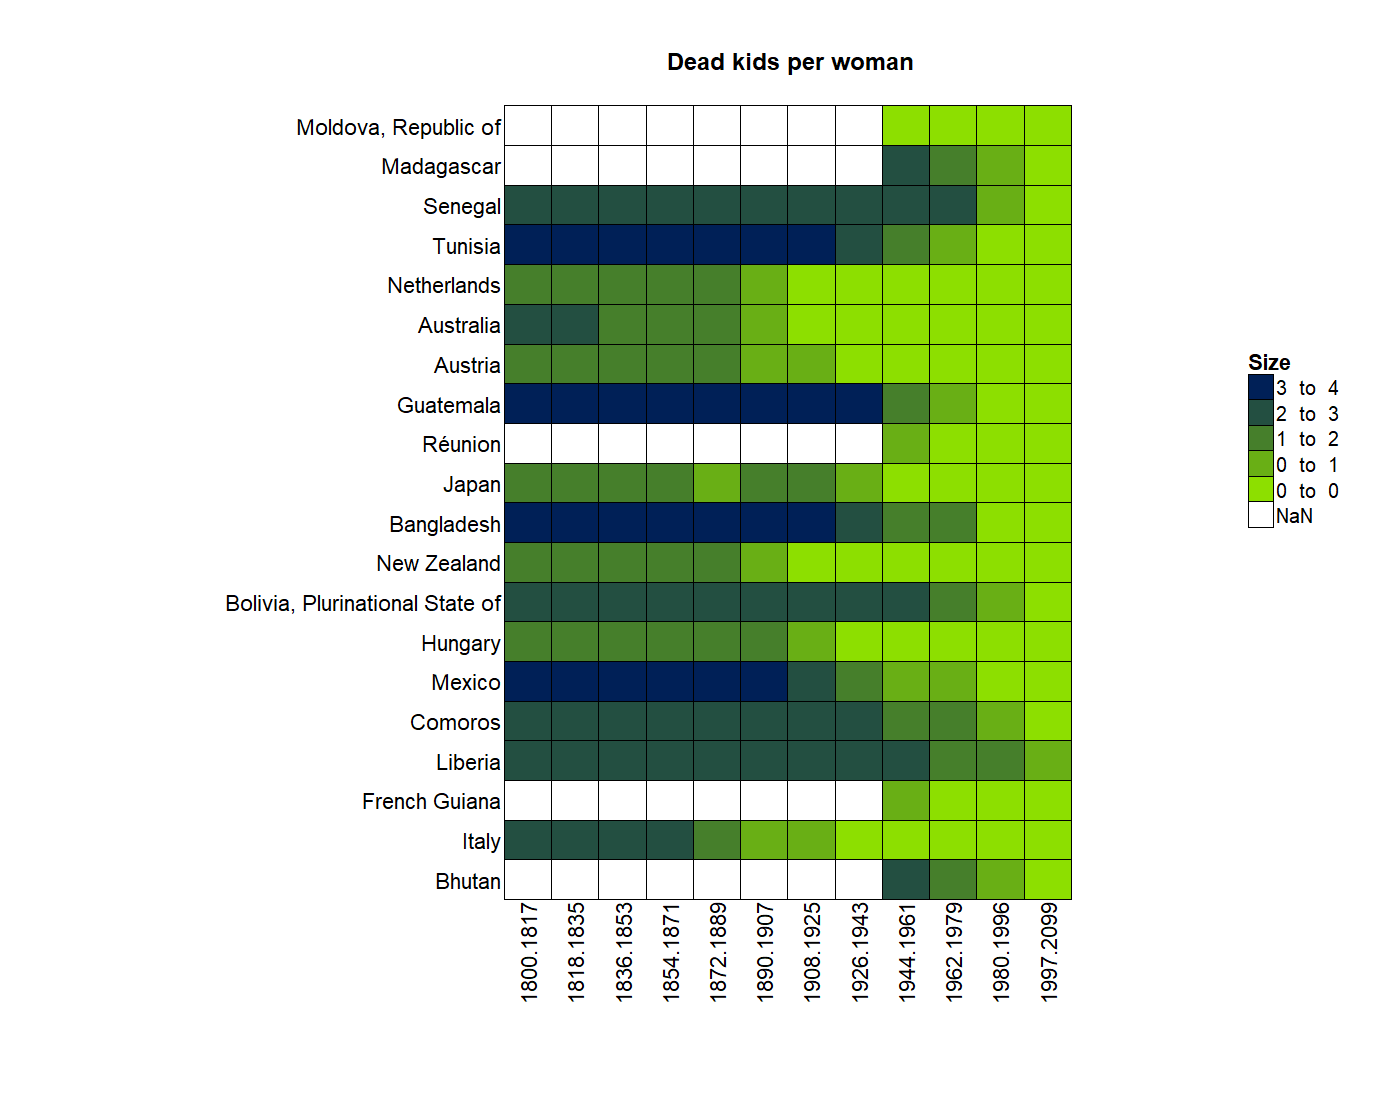 Dead kids per woman
Moldova, Republic of
Madagascar
Senegal
Tunisia
Netherlands
Australia
Austria
Guatemala
Réunion
Japan
Bangladesh
New Zealand
Bolivia, Plurinational State of
Hungary
Mexico
Comoros
Liberia
French Guiana
Italy
Bhutan
1800.1817
1818.1835
1836.1853
1854.1871
1872.1889
1890.1907
1908.1925
1926.1943
1944.1961
1962.1979
1980.1996
1997.2099
Size
3 to 4
2 to 3
1 to 2
0 to 1
0 to 0
NaN